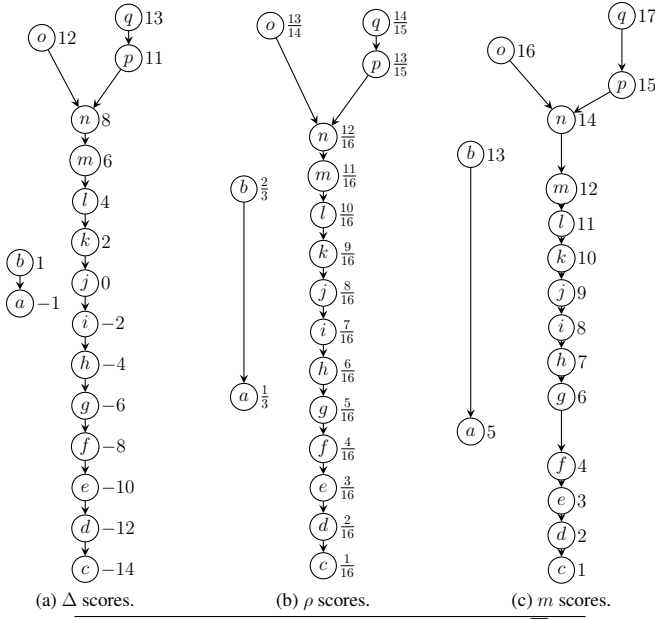 q 13
o 12
p 11
n 8
m 6
l 4
k 2
b 1
j 0
a −1
i −2
h −4
g −6
f −8
e −10
d −12
c −14
(a) Δ scores.
q 14/15
o 13/14
p 13/15
n 12/16
m 11/16
b 2/3
l 10/16
k 9/16
j 8/16
i 7/16
h 6/16
a 1/3
g 5/16
f 4/16
e 3/16
d 2/16
c 1/16
(b) ρ scores.
q 17
o 16
p 15
n 14
b 13
m 12
l 11
k 10
j 9
i 8
h 7
g 6
a 5
f 4
e 3
d 2
c 1
(c) m scores.